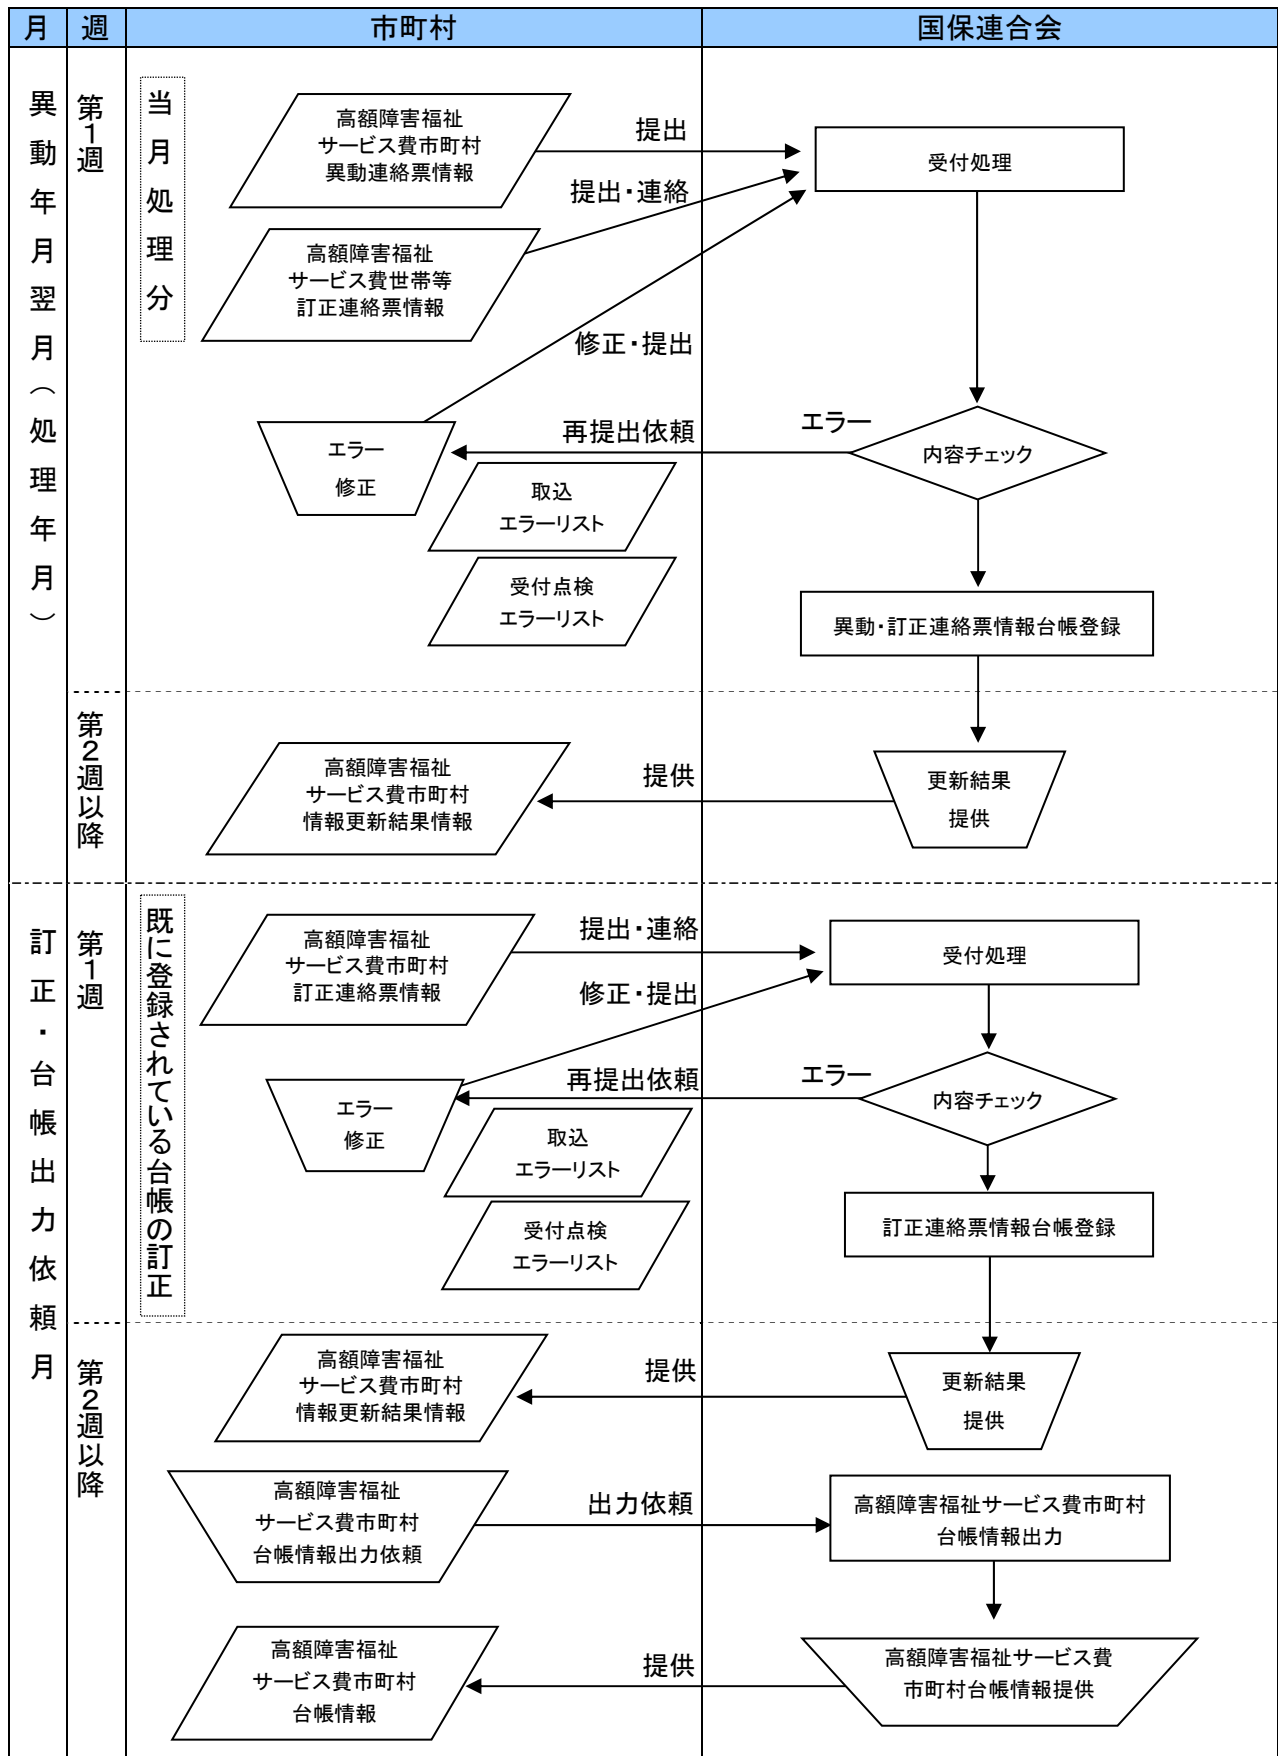 月
週
市町村
国保連合会
異動年月翌月（処理年月）
第1週
当月処理分
高額障害福祉
サービス費市町村
異動連絡票情報
提出
受付処理
提出・連絡
高額障害福祉
サービス費世帯等
訂正連絡票情報
修正・提出
エラー
修正
再提出依頼
エラー
内容チェック
取込
エラーリスト
受付点検
エラーリスト
異動・訂正連絡票情報台帳登録
第2週以降
高額障害福祉
サービス費市町村
情報更新結果情報
提供
更新結果
提供
訂正・台帳出力依頼月
第1週
既に登録されている台帳の訂正
高額障害福祉
サービス費市町村
訂正連絡票情報
提出・連絡
受付処理
修正・提出
エラー
修正
再提出依頼
エラー
内容チェック
取込
エラーリスト
受付点検
エラーリスト
訂正連絡票情報台帳登録
第2週以降
高額障害福祉
サービス費市町村
情報更新結果情報
提供
更新結果
提供
高額障害福祉
サービス費市町村
台帳情報出力依頼
出力依頼
高額障害福祉サービス費市町村
台帳情報出力
高額障害福祉
サービス費市町村
台帳情報
提供
高額障害福祉サービス費
市町村台帳情報提供